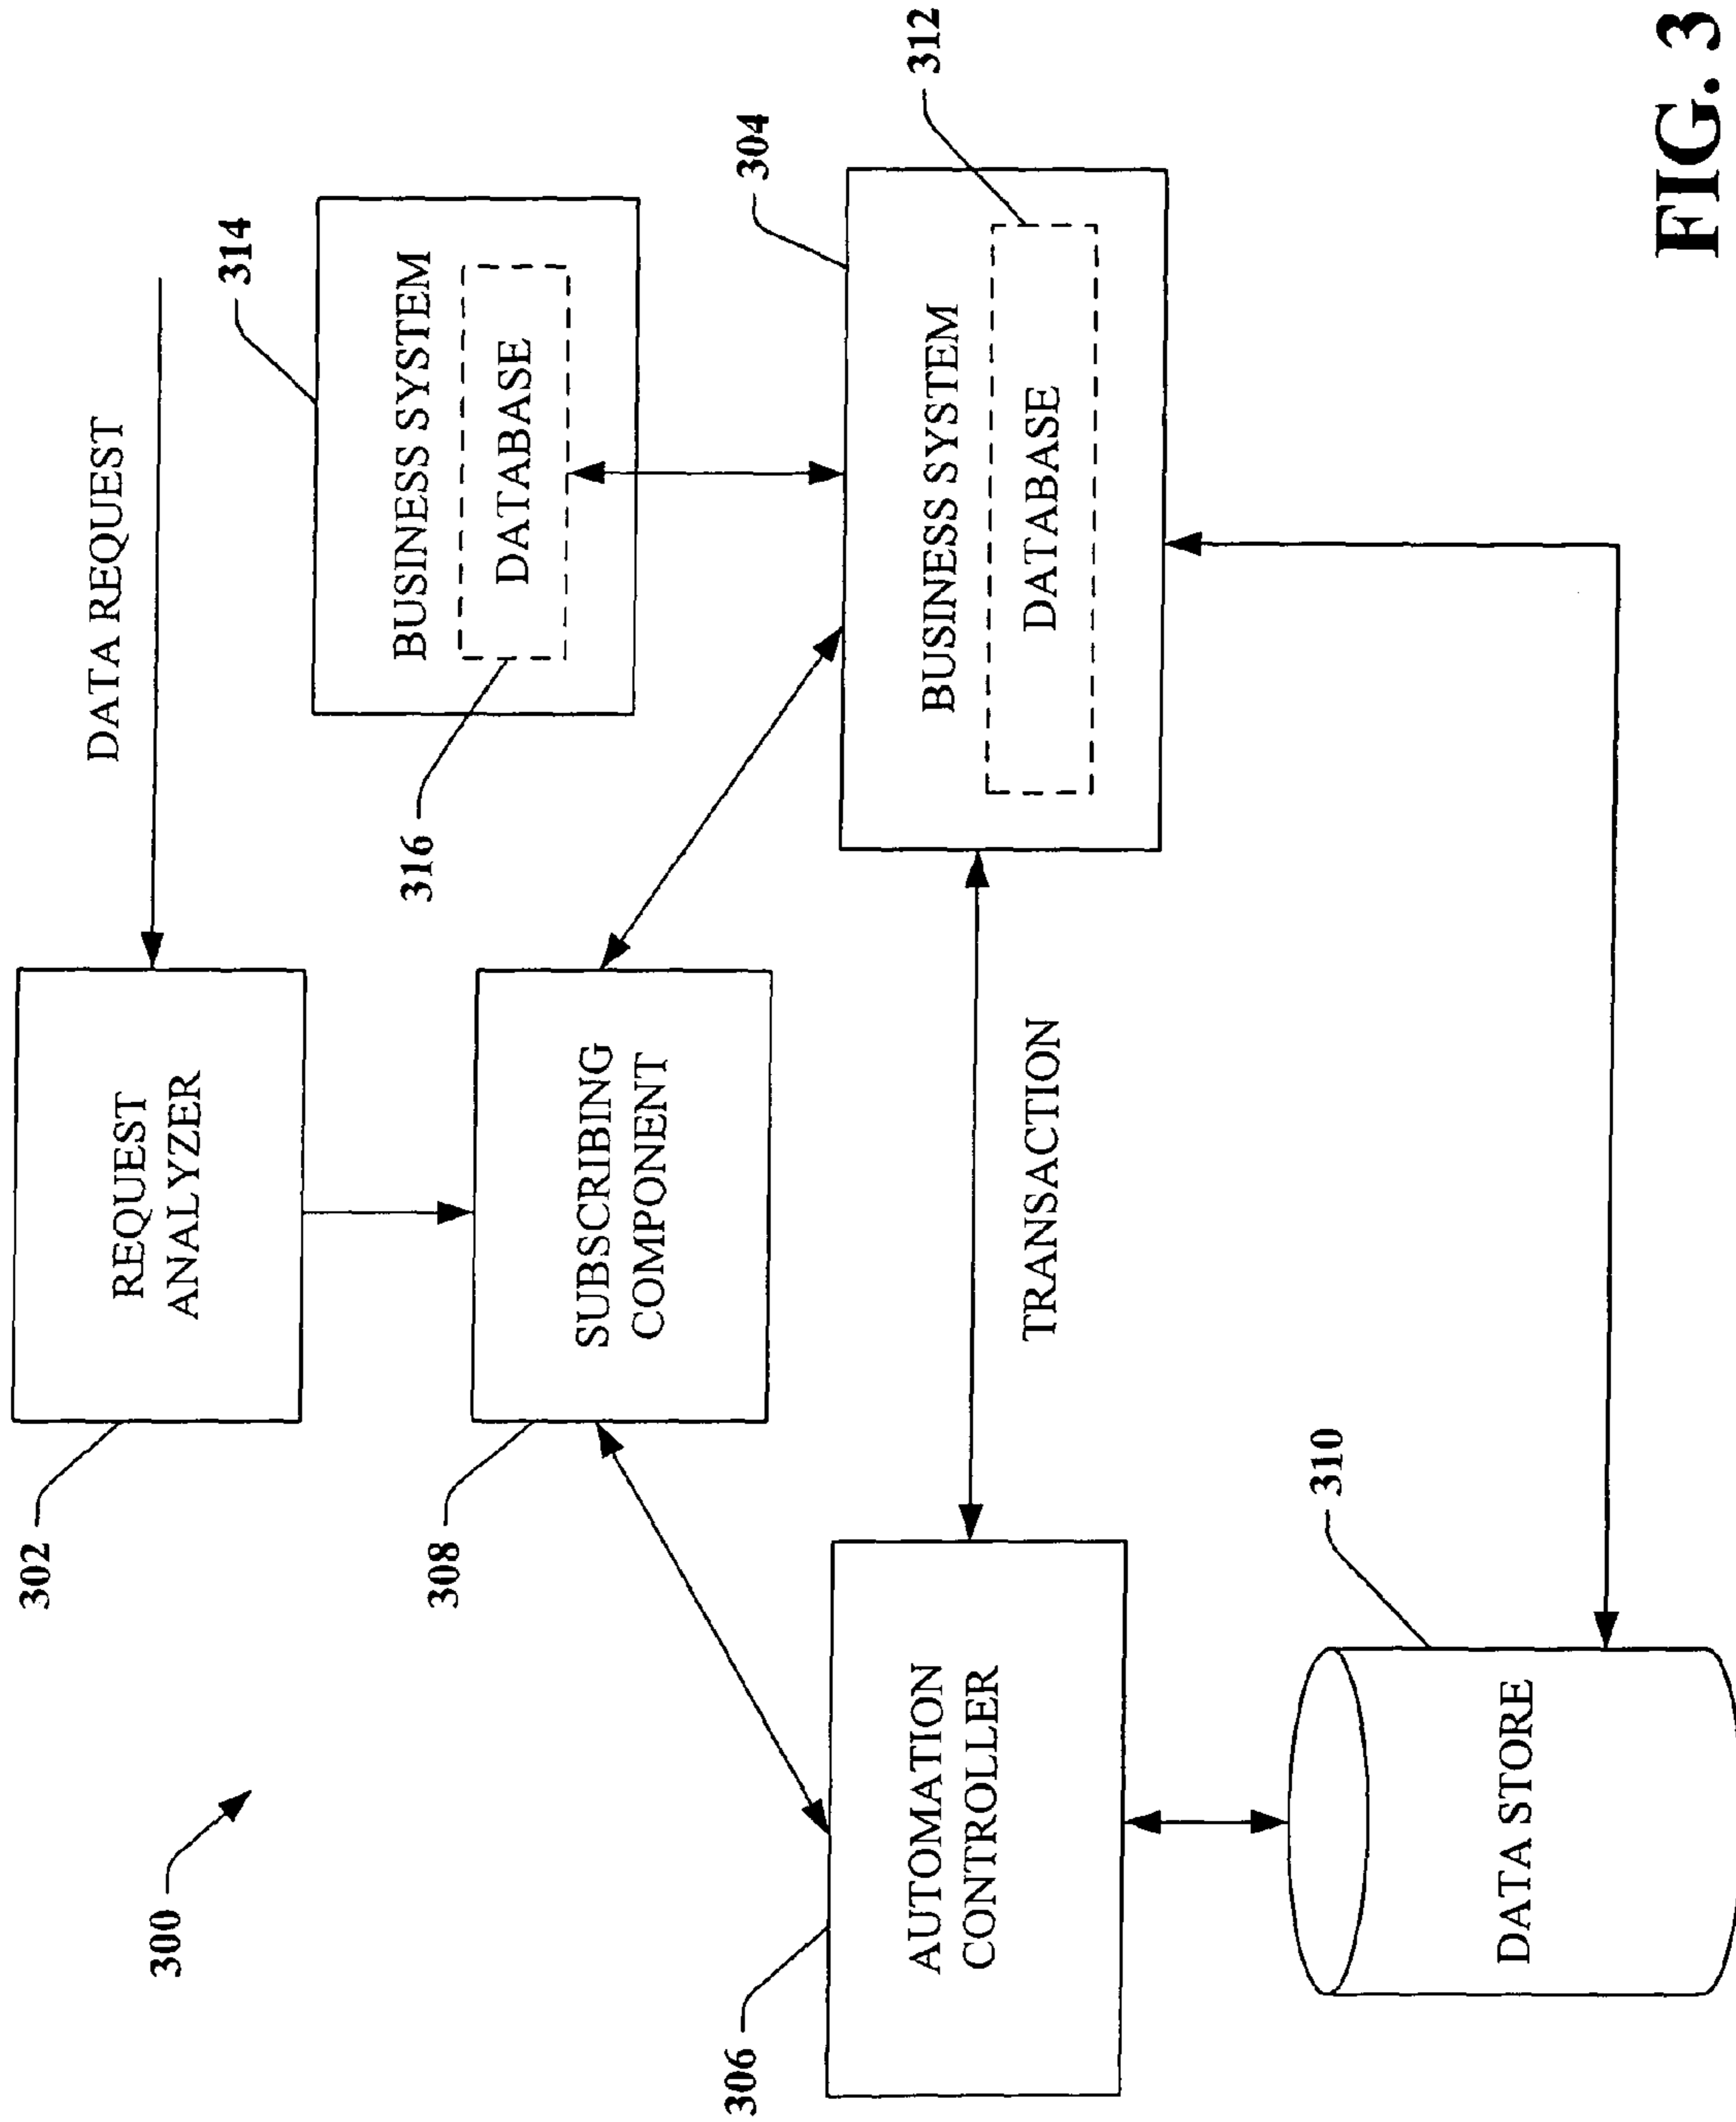 300
302
REQUEST
ANALYZER
DATA REQUEST
314
BUSINESS SYSTEM
DATABASE
316
308
SUBSCRIBING
COMPONENT
306
AUTOMATION
CONTROLLER
TRANSACTION
304
BUSINESS SYSTEM
DATABASE
312
310
DATA STORE
FIG. 3